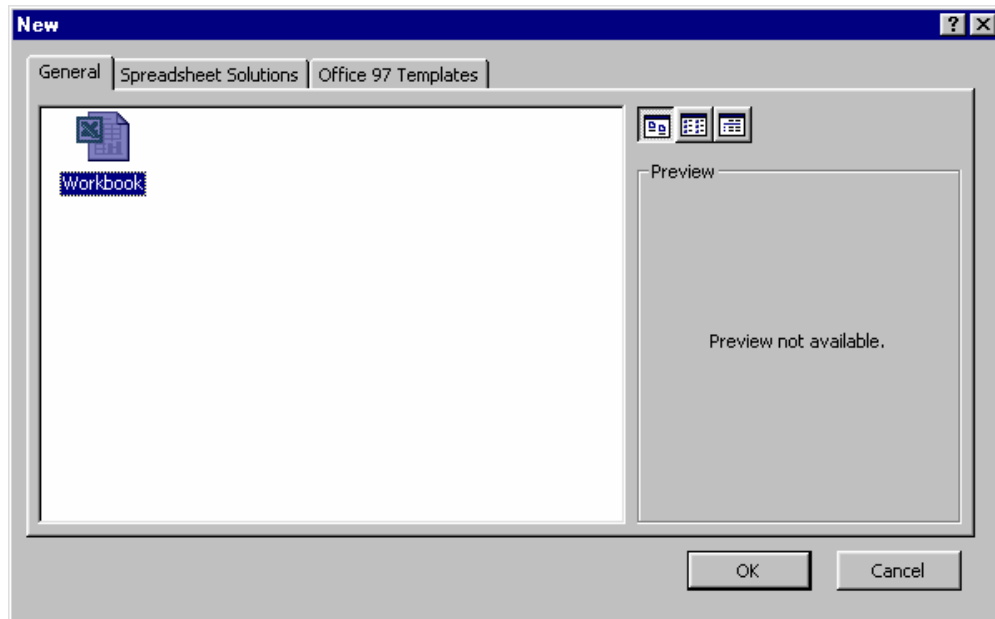 New
General Spreadsheet Solutions Office 97 Templates
Workbook
Preview
Preview not available.
OK Cancel